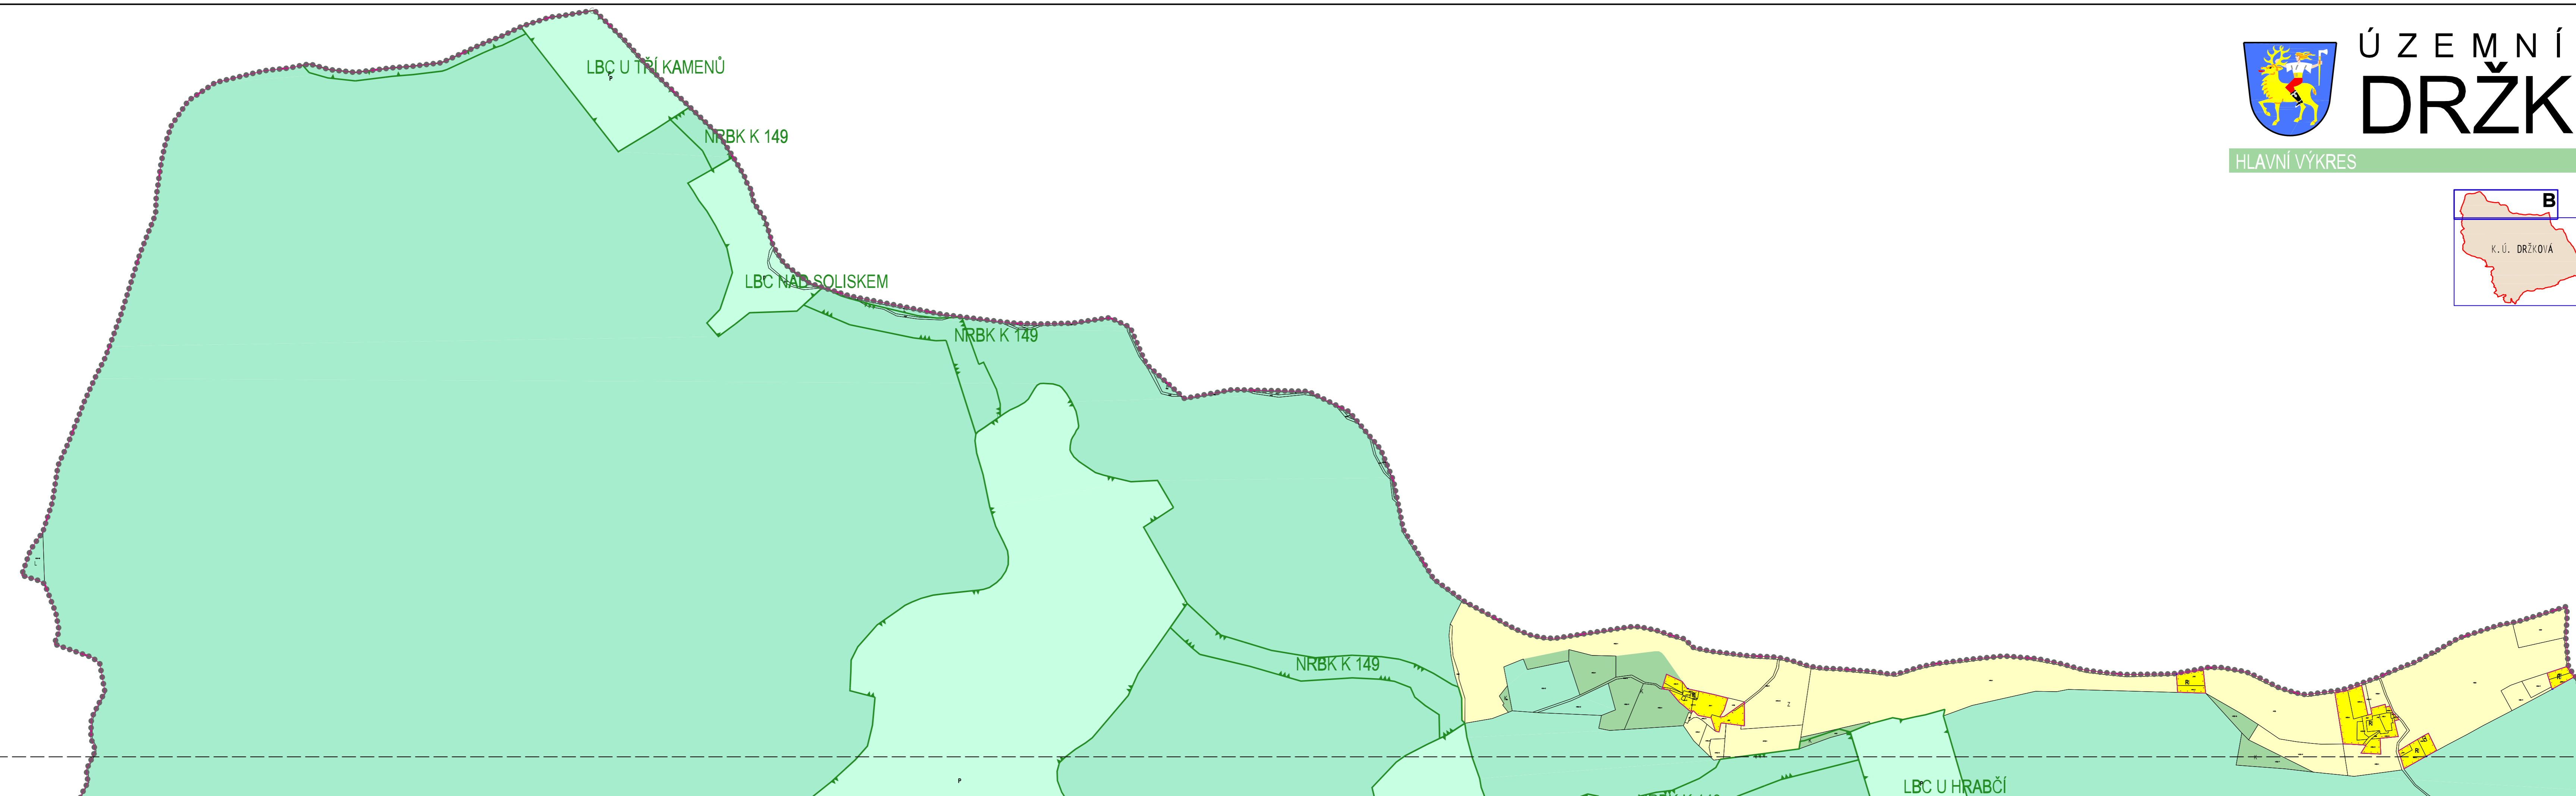 ÚZEMNÍ
DRŽK
HLAVNÍ VÝKRES
B
K.Ú. DRŽKOVÁ
LBC U TŘÍ KAMENŮ
P
NRBK K 149
LBC NAD SOLISKEM
P
NRBK K 149
NRBK K 149
Z
K
R
R
R
R
P
LBC U HRABČÍ